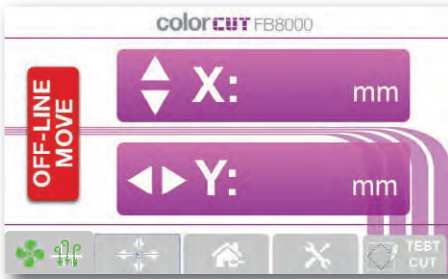 colorcut FB8000
OFF-LINE
MOVE
X: mm
Y: mm
TEST
CUT